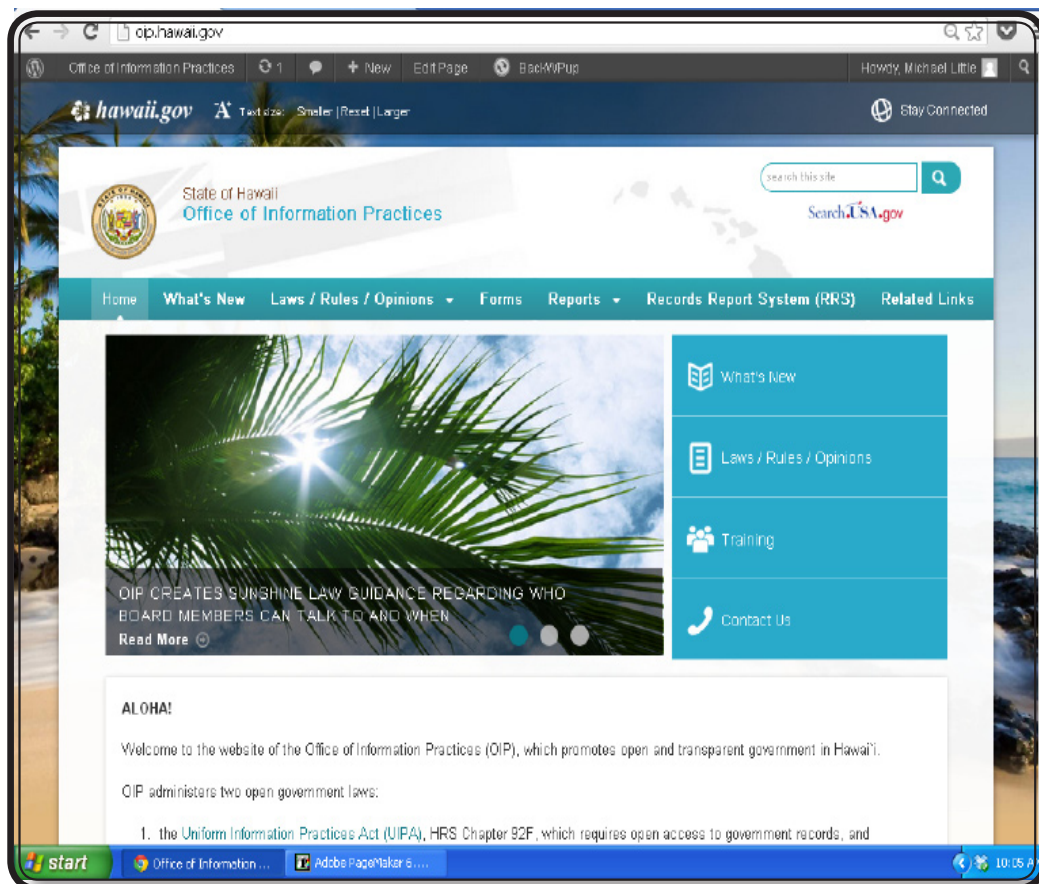 oip.hawaii.gov
Office of Information Practices 1 + New Edit Page BackWPup Howdy, Michael Little
hawaii.gov A Text size: Smaller | Reset | Larger Stay Connected
search this site
State of Hawaii
Office of Information Practices
Search.USA.gov
Home What's New Laws / Rules / Opinions Forms Reports Records Report System (RRS) Related Links
What's New
Laws / Rules / Opinions
Training
Contact Us
OIP CREATES SUNSHINE LAW GUIDANCE REGARDING WHO
BOARD MEMBERS CAN TALK TO AND WHEN
Read More
ALOHA!
Welcome to the website of the Office of Information Practices (OIP), which promotes open and transparent government in Hawai`i.
OIP administers two open government laws:
1. the Uniform Information Practices Act (UIPA), HRS Chapter 92F, which requires open access to government records, and
start Office of Information ... Adobe PageMaker 6.... 10:05 A